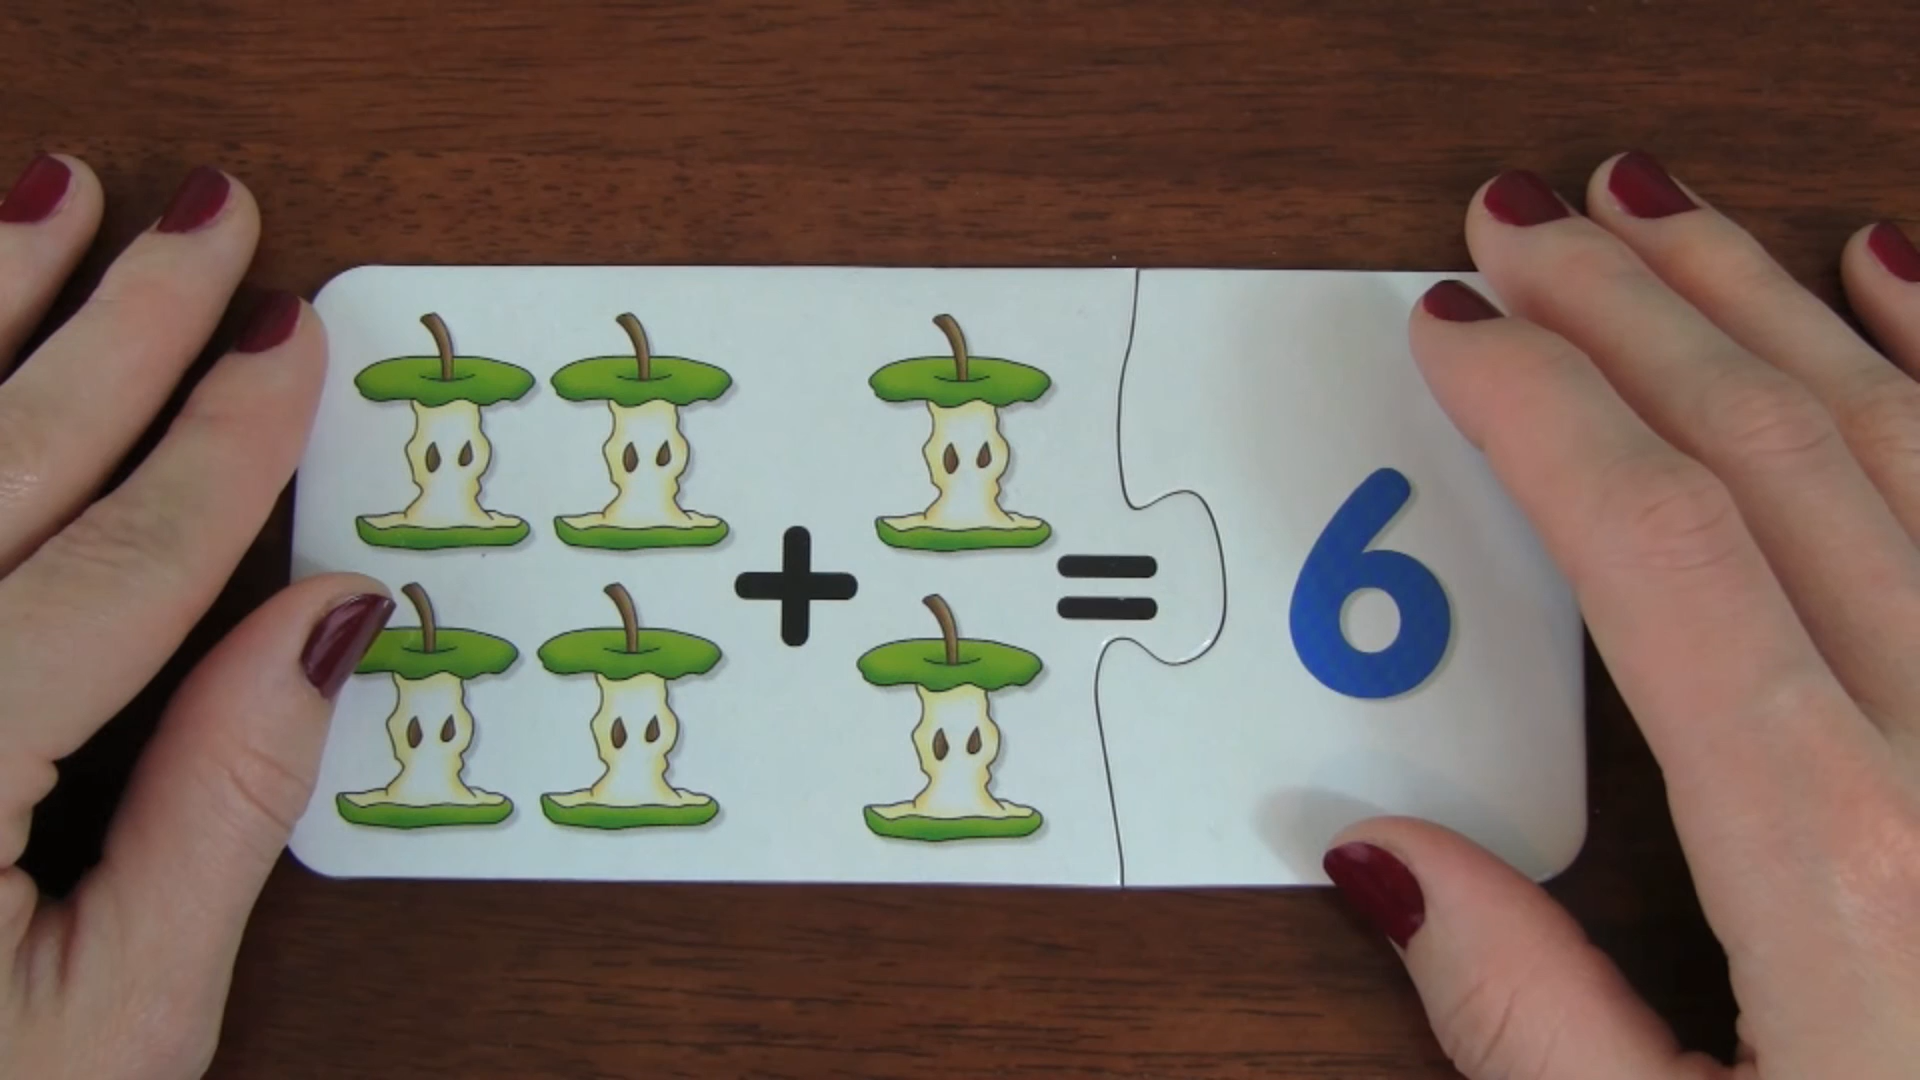 + = 6